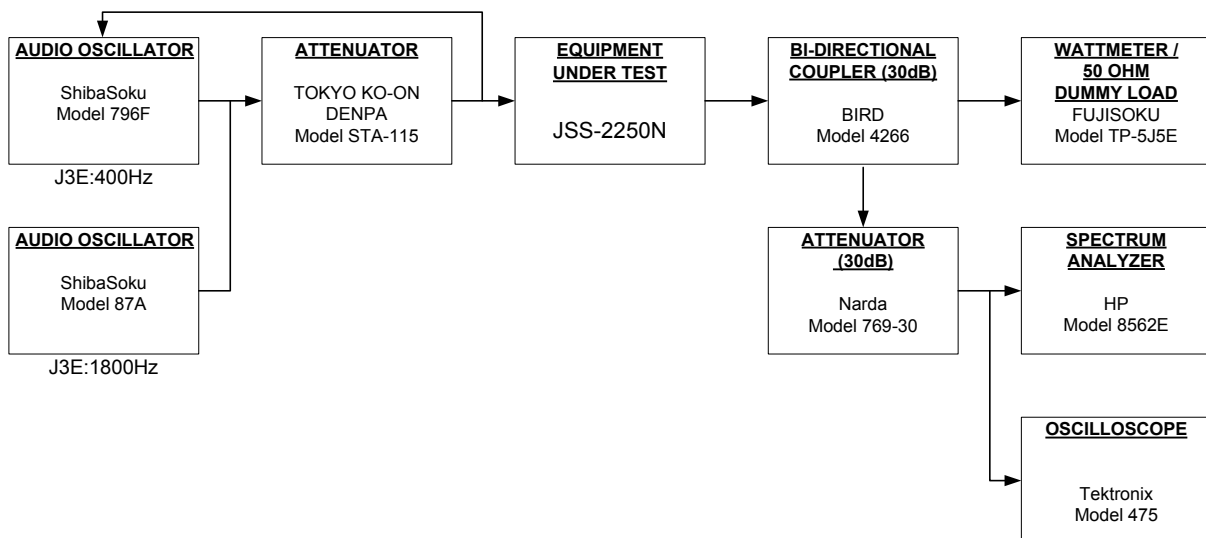 AUDIO OSCILLATOR
ShibaSoku
Model 796F
J3E:400Hz
ATTENUATOR
TOKYO KO-ON
DENPA
Model STA-115
EQUIPMENT
UNDER TEST
JSS-2250N
BI-DIRECTIONAL
COUPLER (30dB)
BIRD
Model 4266
WATTMETER /
50 OHM
DUMMY LOAD
FUJISOKU
Model TP-5J5E
AUDIO OSCILLATOR
ShibaSoku
Model 87A
J3E:1800Hz
ATTENUATOR
(30dB)
Narda
Model 769-30
SPECTRUM
ANALYZER
HP
Model 8562E
OSCILLOSCOPE
Tektronix
Model 475